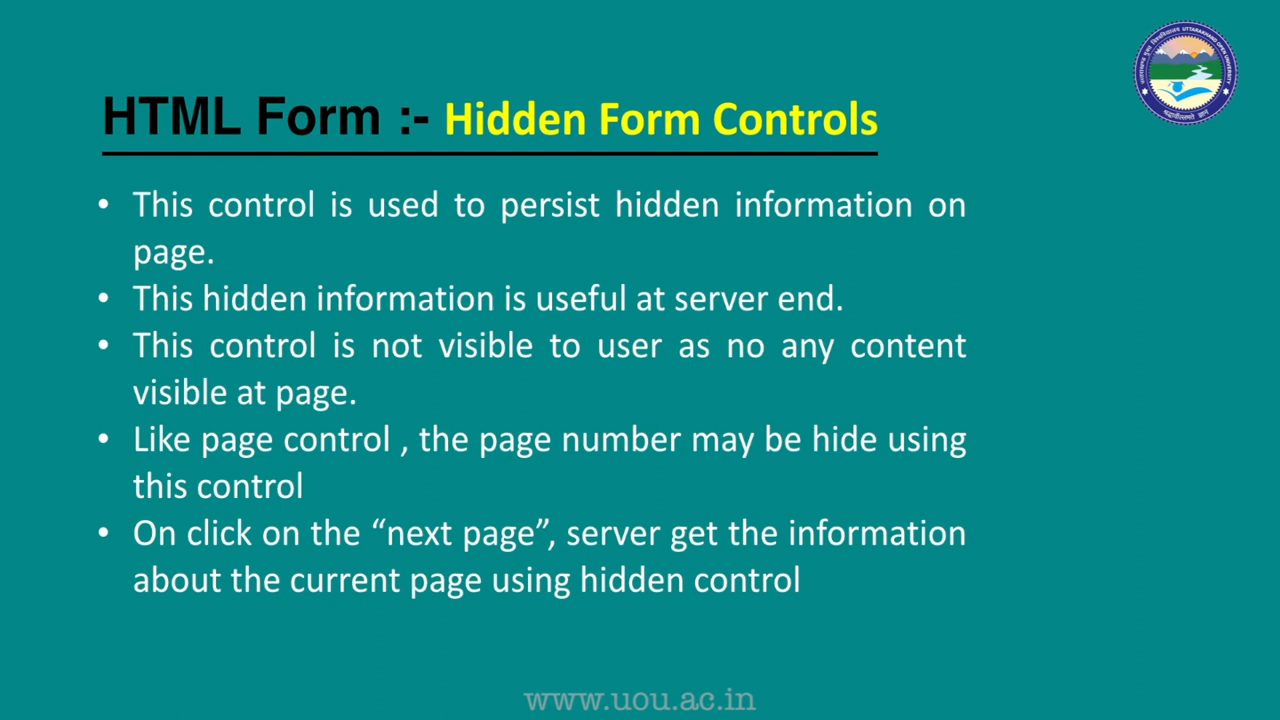 HTML Form :- Hidden Form Controls
• This control is used to persist hidden information on
page.
• This hidden information is useful at server end.
• This control is not visible to user as no any content
visible at page.
• Like page control , the page number may be hide using
this control
• On click on the “next page”, server get the information
about the current page using hidden control
www.uou.ac.in
UTTARAKHAND OPEN UNIVERSITY